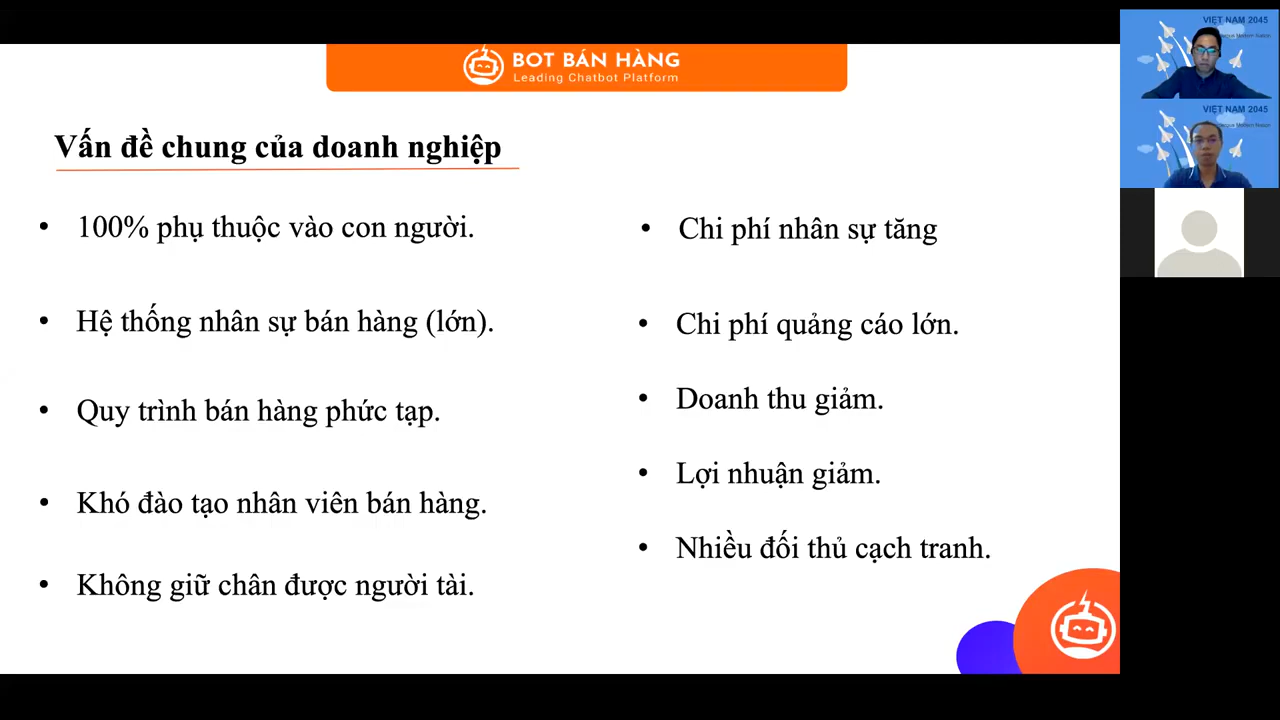 BOT BÁN HÀNG
Leading Chatbot Platform
Vấn đề chung của doanh nghiệp
• 100% phụ thuộc vào con người.
• Hệ thống nhân sự bán hàng (lớn).
• Quy trình bán hàng phức tạp.
• Khó đào tạo nhân viên bán hàng.
• Không giữ chân được người tài.
• Chi phí nhân sự tăng
• Chi phí quảng cáo lớn.
• Doanh thu giảm.
• Lợi nhuận giảm.
• Nhiều đối thủ cạch tranh.
VIỆT NAM 2045
VIỆT NAM 2045